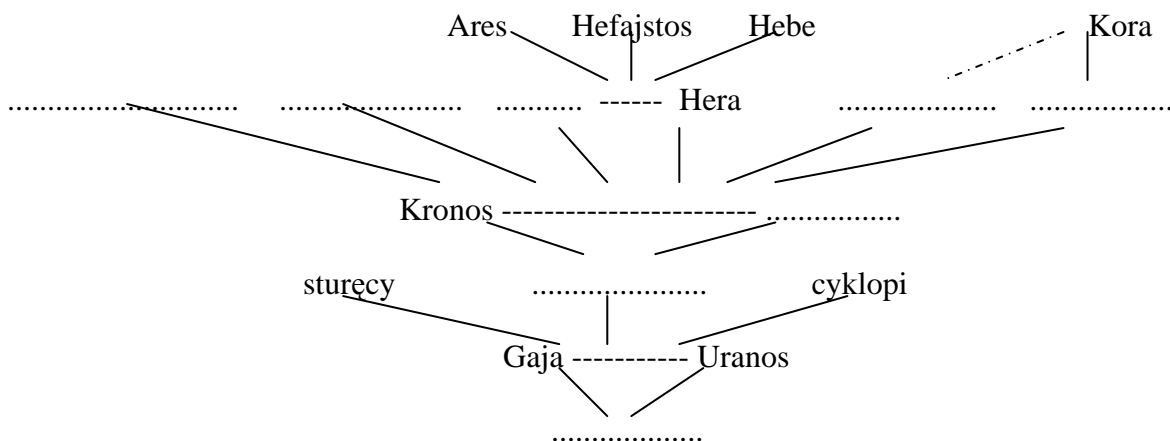 Ares Hefajstos Hebe Kora
............................. ....................... ........... ------ Hera .................... ..................
Kronos ------------------------ .................
sturęcy ...................... cyklopi
Gaja ----------- Uranos
...................